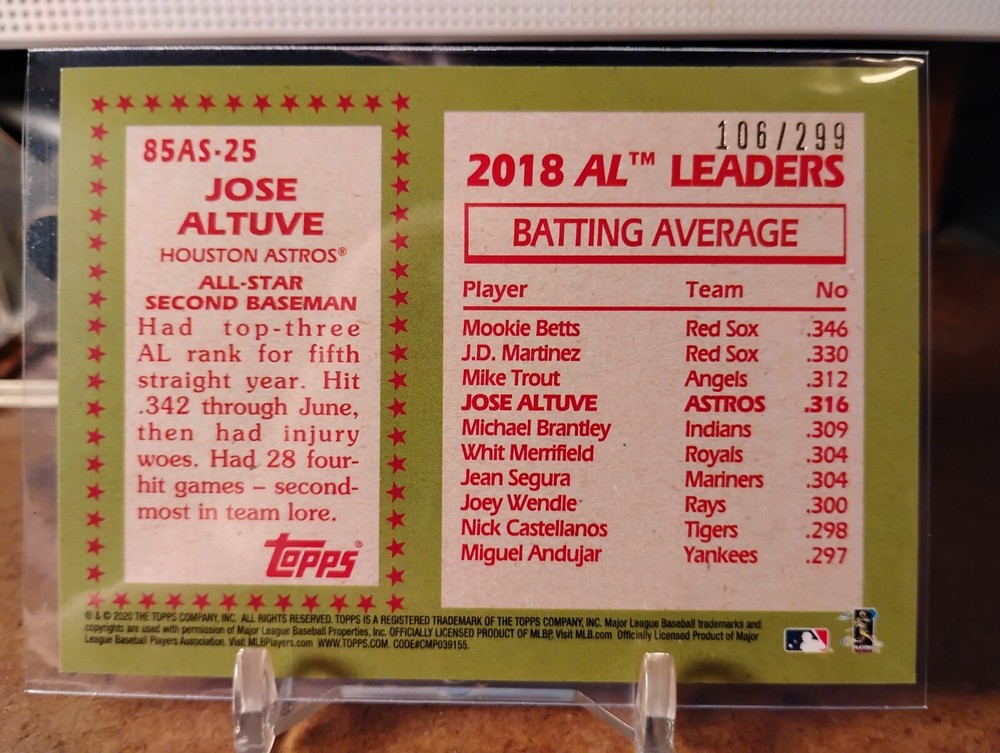 85AS-25
JOSE
ALTUVE
HOUSTON ASTROS®
ALL-STAR
SECOND BASEMAN
Had top-three
AL rank for fifth
straight year. Hit
.342 through June,
then had injury
woes. Had 28 four-
hit games – second-
most in team lore.
Topps®
106/299
2018 AL™ LEADERS
BATTING AVERAGE
Player Team No
Mookie Betts Red Sox .346
J.D. Martinez Red Sox .330
Mike Trout Angels .312
JOSE ALTUVE ASTROS .316
Michael Brantley Indians .309
Whit Merrifield Royals .304
Jean Segura Mariners .304
Joey Wendle Rays .300
Nick Castellanos Tigers .298
Miguel Andujar Yankees .297
® & © 2020 THE TOPPS COMPANY, INC. ALL RIGHTS RESERVED. TOPPS IS A REGISTERED TRADEMARK OF THE TOPPS COMPANY, INC. Major League Baseball trademarks and
copyrights are used with permission of Major League Baseball Properties, Inc. OFFICIALLY LICENSED PRODUCT OF MLBP. Visit MLB.com Officially Licensed Product of Major
League Baseball Players Association. Visit MLBPlayers.com WWW.TOPPS.COM. CODE#CMP039155.